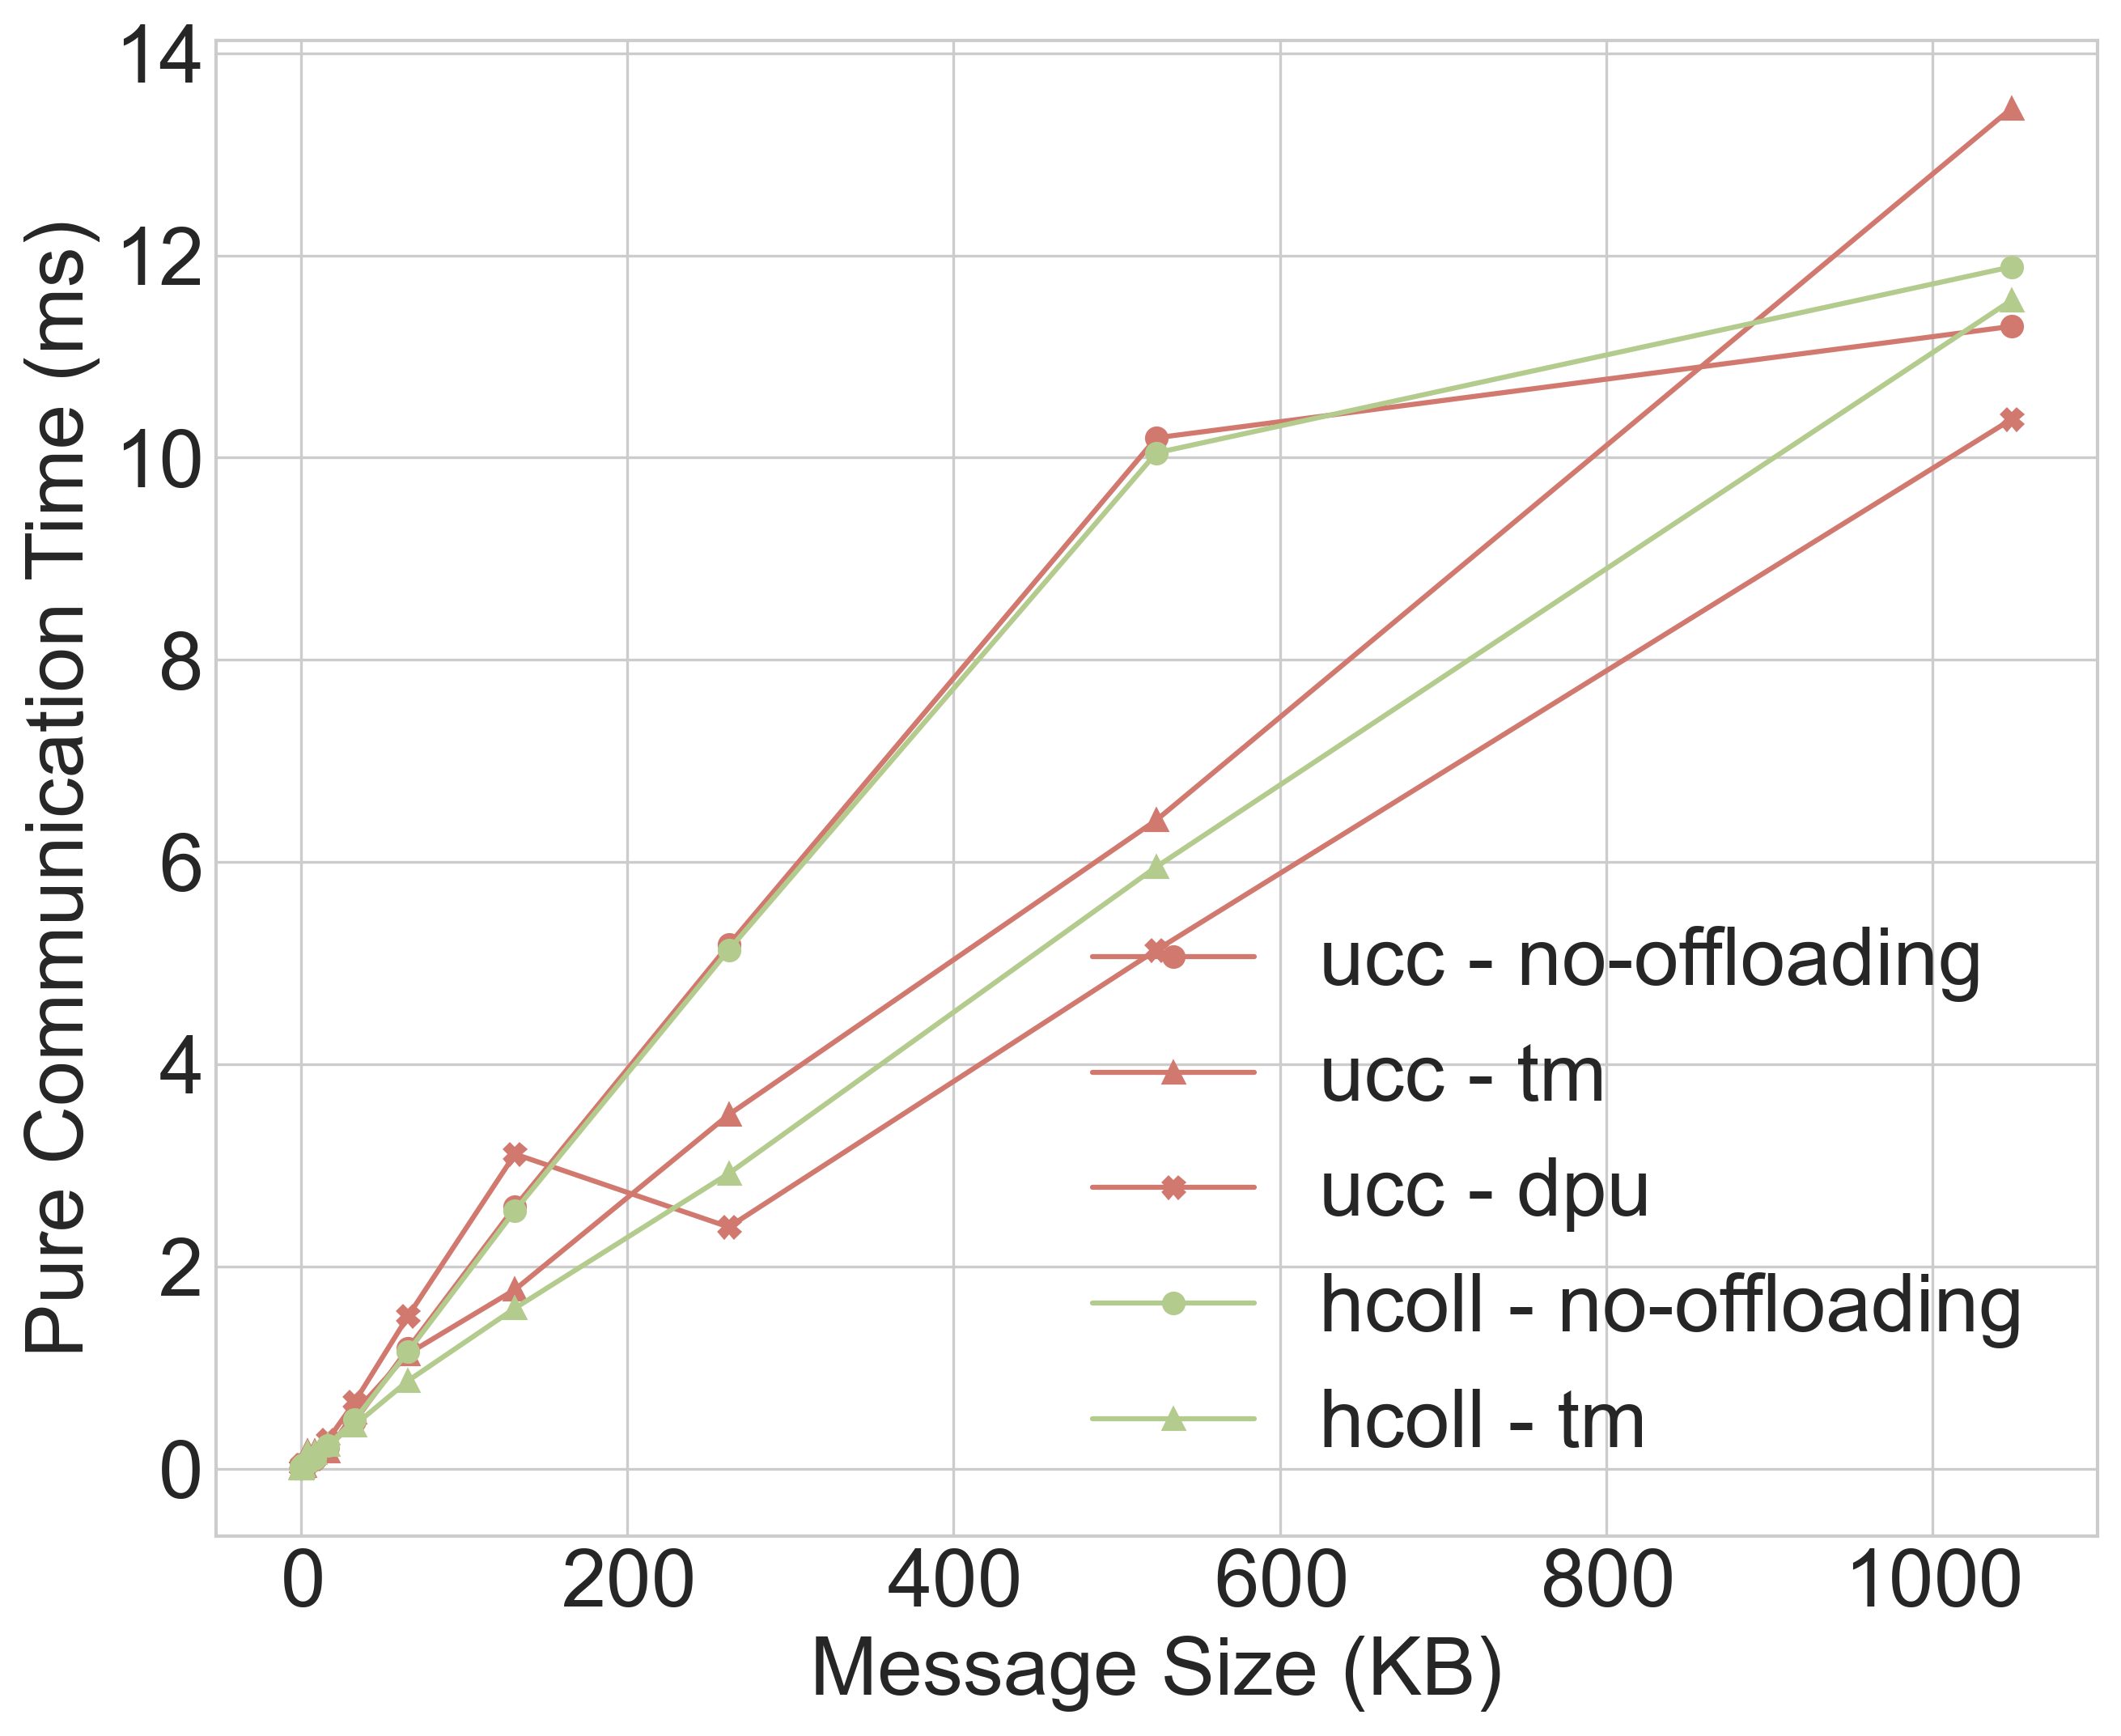 14
12
10
8
6
4
2
0
Pure Communication Time (ms)
ucc - no-offloading
ucc - tm
ucc - dpu
hcoll - no-offloading
hcoll - tm
0 200 400 600 800 1000
Message Size (KB)